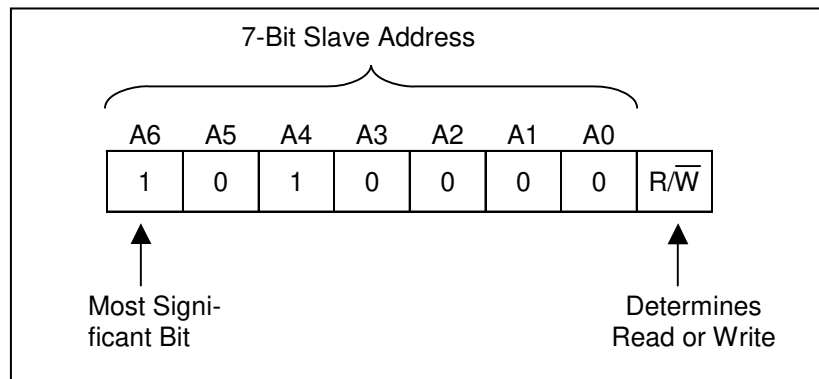 7-Bit Slave Address
A6 A5 A4 A3 A2 A1 A0
1 0 1 0 0 0 0 R/W̅
Most Signi-
ficant Bit
Determines
Read or Write